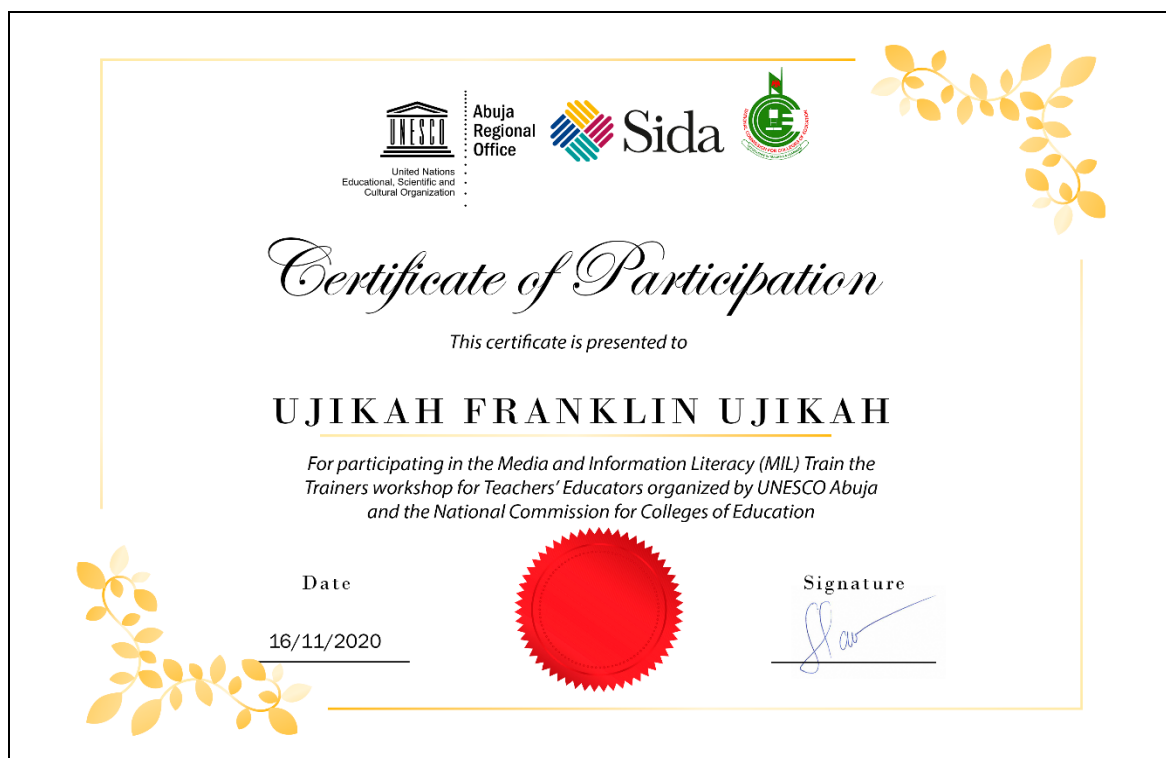 UNESCO
Abuja
Regional
Office
United Nations
Educational, Scientific and
Cultural Organization
Sida
Certificate of Participation
This certificate is presented to
UJIKAH FRANKLIN UJIKAH
For participating in the Media and Information Literacy (MIL) Train the
Trainers workshop for Teachers' Educators organized by UNESCO Abuja
and the National Commission for Colleges of Education
Date
Signature
16/11/2020